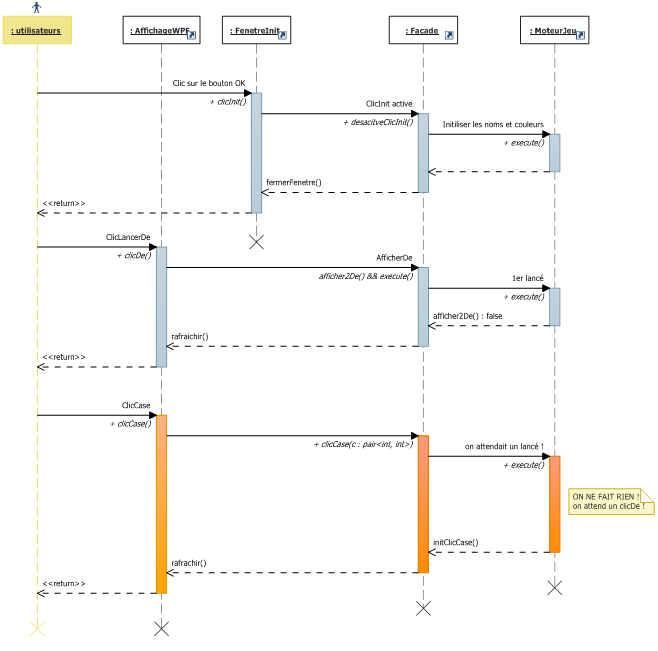 : utilisateurs
: AffichageWPF
: FenetreInit
: Facade
: MoteurJeu
Clic sur le bouton OK
+ clicInit()
ClicInit active
+ desacitveClicInit()
Initiliser les noms et couleurs
+ execute()
fermerFenetre()
<<return>>
ClicLancerDe
+ clicDe()
AfficherDe
afficher2De() && execute()
1er lancé
+ execute()
afficher2De() : false
rafraichir()
<<return>>
ClicCase
+ clicCase()
+ clicCase(c : pair<int, int>)
on attendait un lancé !
+ execute()
ON NE FAIT RIEN !
on attend un clicDe !
initClicCase()
rafrachir()
<<return>>